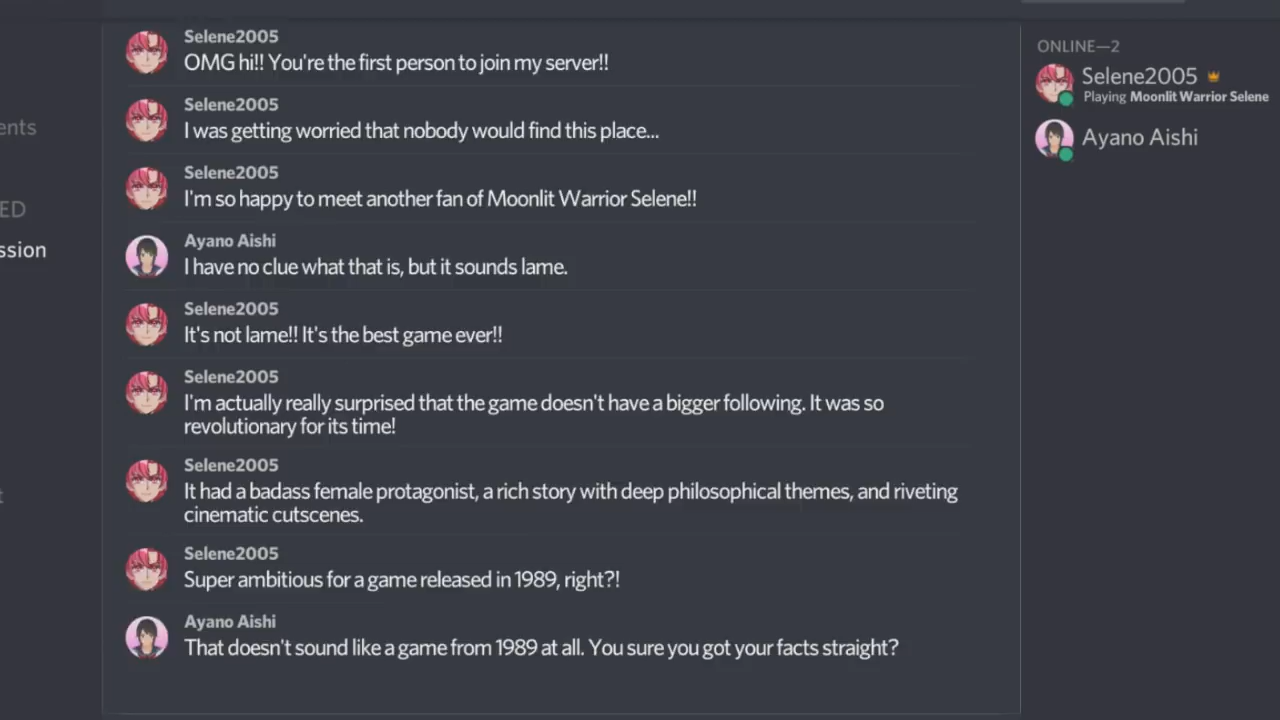 Selene2005
OMG hi!! You're the first person to join my server!!
Selene2005
I was getting worried that nobody would find this place...
Selene2005
I'm so happy to meet another fan of Moonlit Warrior Selene!!
Ayano Aishi
I have no clue what that is, but it sounds lame.
Selene2005
It's not lame!! It's the best game ever!!
Selene2005
I'm actually really surprised that the game doesn't have a bigger following. It was so
revolutionary for its time!
Selene2005
It had a badass female protagonist, a rich story with deep philosophical themes, and riveting
cinematic cutscenes.
Selene2005
Super ambitious for a game released in 1989, right?!
Ayano Aishi
That doesn't sound like a game from 1989 at all. You sure you got your facts straight?
ents
ED
ssion
t
ONLINE—2
Selene2005
Playing Moonlit Warrior Selene
Ayano Aishi